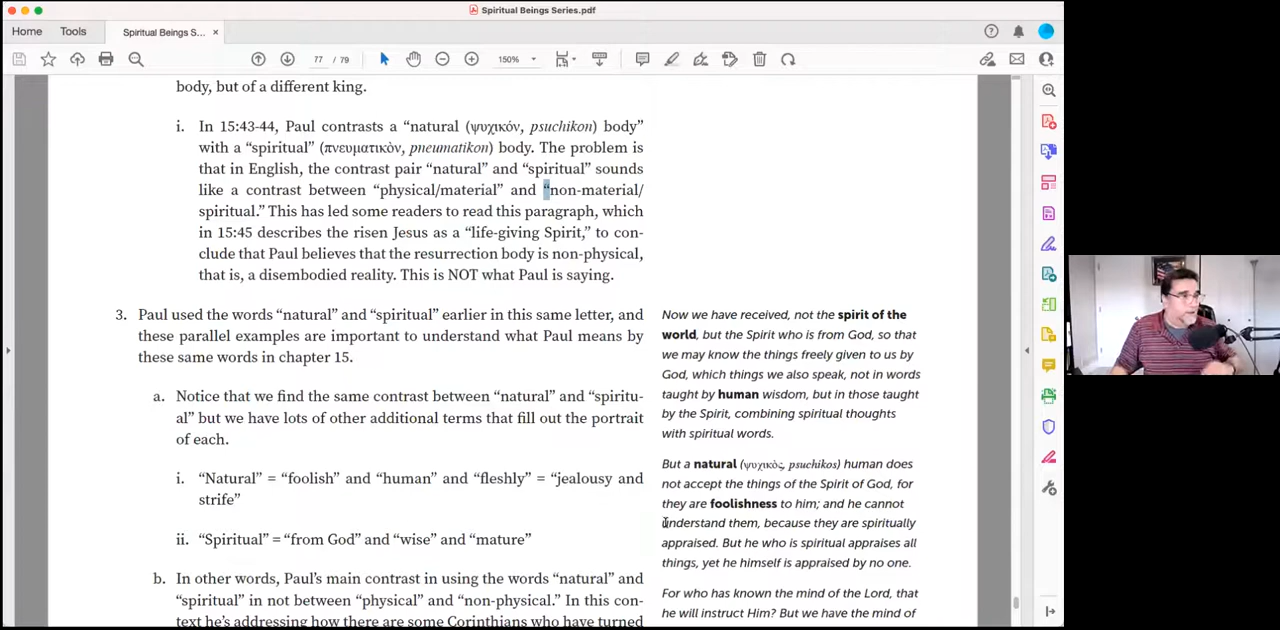 Spiritual Beings Series.pdf
Home
Tools
Spiritual Beings S... ×
77 / 79
150%
body, but of a different king.
i. In 15:43-44, Paul contrasts a “natural (ψυχικόν, psuchikon) body”
with a “spiritual” (πνευματικὸν, pneumatikon) body. The problem is
that in English, the contrast pair “natural” and “spiritual” sounds
like a contrast between “physical/material” and “non-material/
spiritual.” This has led some readers to read this paragraph, which
in 15:45 describes the risen Jesus as a “life-giving Spirit,” to con-
clude that Paul believes that the resurrection body is non-physical,
that is, a disembodied reality. This is NOT what Paul is saying.
3. Paul used the words “natural” and “spiritual” earlier in this same letter, and
these parallel examples are important to understand what Paul means by
these same words in chapter 15.
a. Notice that we find the same contrast between “natural” and “spiritu-
al” but we have lots of other additional terms that fill out the portrait
of each.
i. “Natural” = “foolish” and “human” and “fleshly” = “jealousy and
strife”
ii. “Spiritual” = “from God” and “wise” and “mature”
b. In other words, Paul’s main contrast in using the words “natural” and
“spiritual” in not between “physical” and “non-physical.” In this con-
text he’s addressing how there are some Corinthians who have turned
Now we have received, not the spirit of the
world, but the Spirit who is from God, so that
we may know the things freely given to us by
God, which things we also speak, not in words
taught by human wisdom, but in those taught
by the Spirit, combining spiritual thoughts
with spiritual words.
But a natural (ψυχικὸς, psuchikos) human does
not accept the things of the Spirit of God, for
they are foolishness to him; and he cannot
understand them, because they are spiritually
appraised. But he who is spiritual appraises all
things, yet he himself is appraised by no one.
For who has known the mind of the Lord, that
he will instruct Him? But we have the mind of